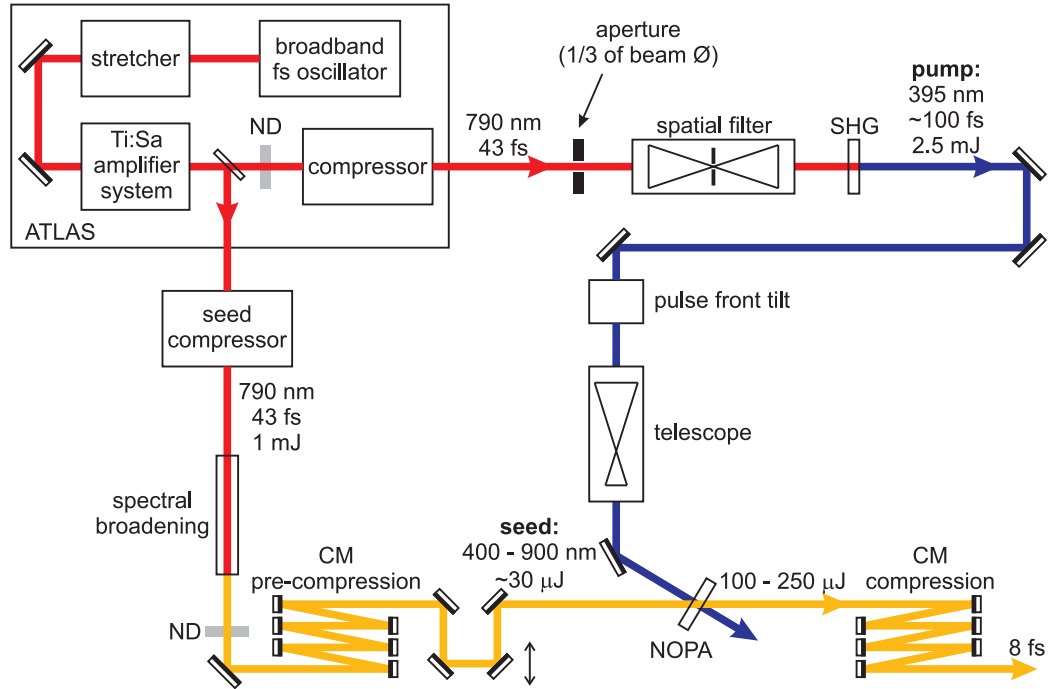 stretcher
broadband
fs oscillator
aperture
(1/3 of beam Ø)
pump:
395 nm
~100 fs
2.5 mJ
Ti:Sa
amplifier
system
ND
compressor
790 nm
43 fs
spatial filter
SHG
ATLAS
seed
compressor
pulse front tilt
790 nm
43 fs
1 mJ
telescope
spectral
broadening
seed:
400 - 900 nm
~30 µJ
CM
pre-compression
100 - 250 µJ
CM
compression
ND
NOPA
8 fs